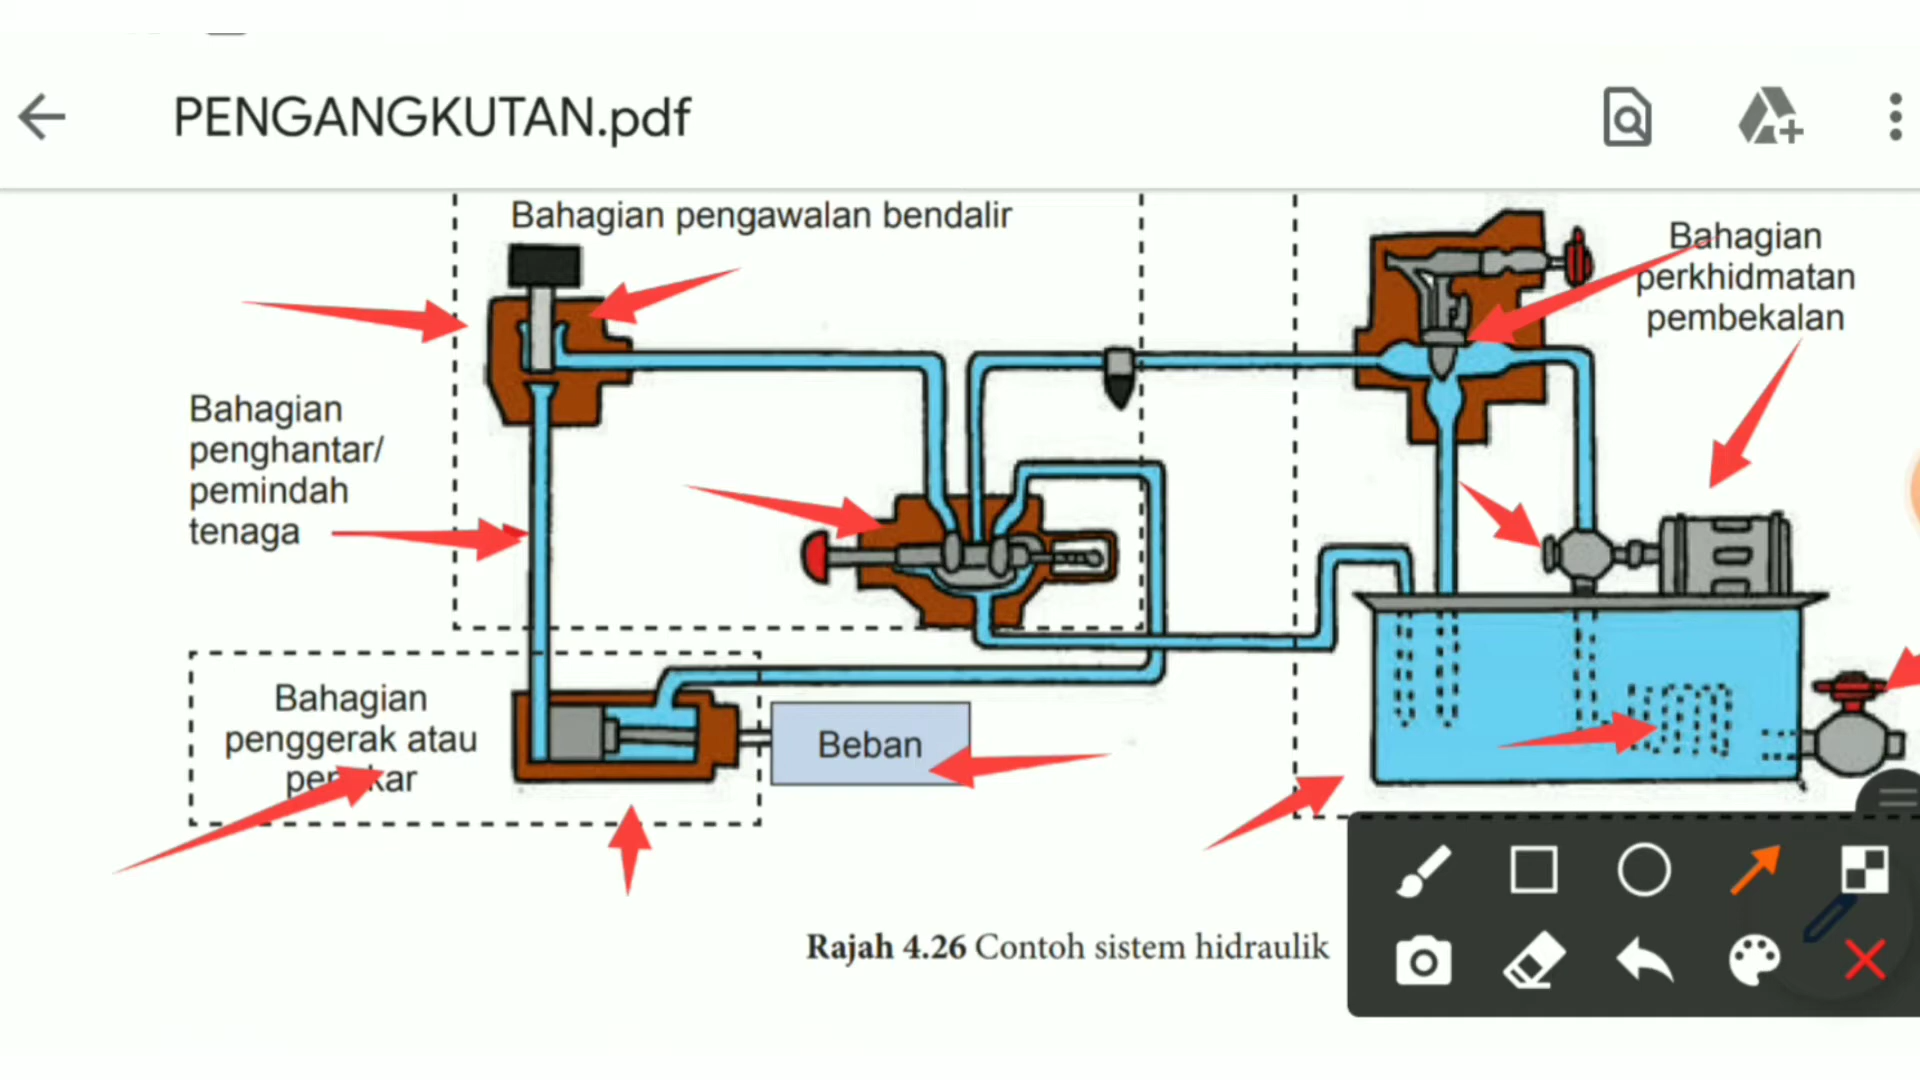 PENGANGKUTAN.pdf
Bahagian pengawalan bendalir
Bahagian
perkhidmatan
pembekalan
Bahagian
penghantar/
pemindah
tenaga
Bahagian
penggerak atau
Beban
Rajah 4.26 Contoh sistem hidraulik